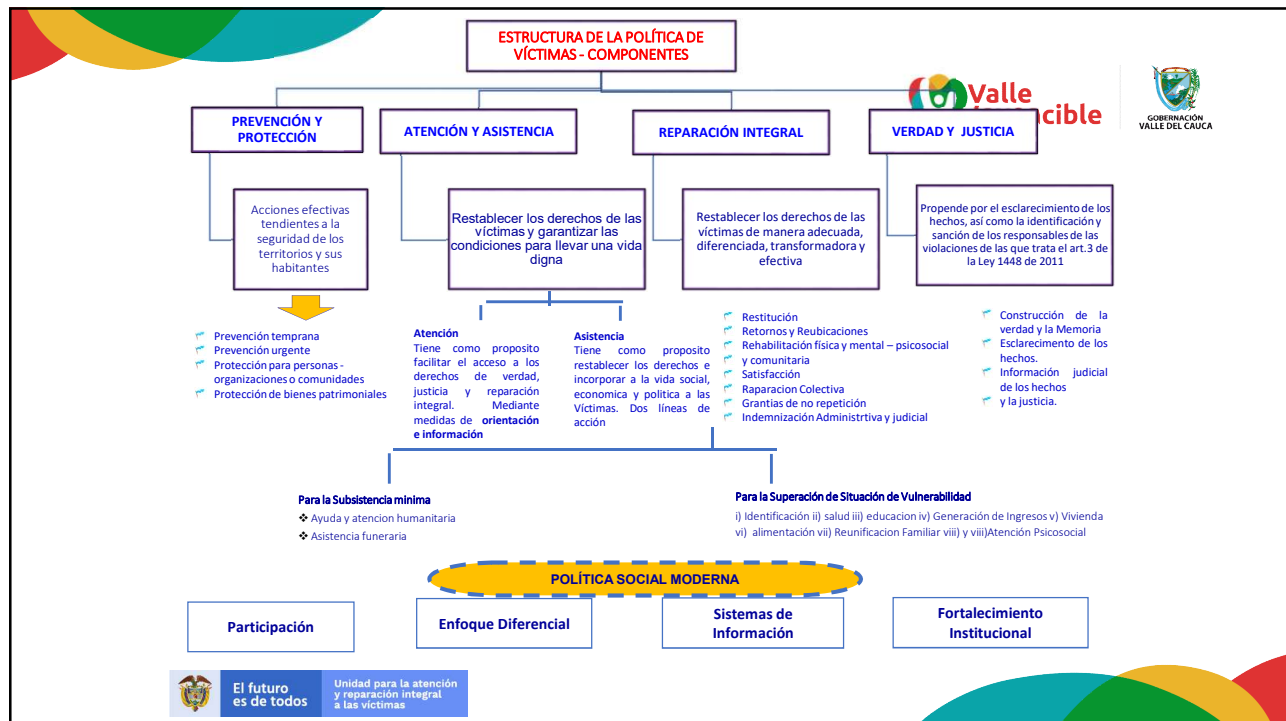 ESTRUCTURA DE LA POLÍTICA DE
VÍCTIMAS - COMPONENTES
Valle
cible
GOBERNACIÓN
VALLE DEL CAUCA
PREVENCIÓN Y
PROTECCIÓN
ATENCIÓN Y ASISTENCIA
REPARACIÓN INTEGRAL
VERDAD Y JUSTICIA
Acciones efectivas
tendientes a la
seguridad de los
territorios y sus
habitantes
Restablecer los derechos de las
víctimas y garantizar las
condiciones para llevar una vida
digna
Restablecer los derechos de las
víctimas de manera adecuada,
diferenciada, transformadora y
efectiva
Propende por el esclarecimiento de los
hechos, así como la identificación y
sanción de los responsables de las
violaciones de las que trata el art.3 de
la Ley 1448 de 2011
Prevención temprana
Prevención urgente
Protección para personas -
organizaciones o comunidades
Protección de bienes patrimoniales
Atención
Tiene como proposito
facilitar el acceso a los
derechos de verdad,
justicia y reparación
integral. Mediante
medidas de orientación
e información
Asistencia
Tiene como proposito
restablecer los derechos e
incorporar a la vida social,
economica y politica a las
Víctimas. Dos líneas de
acción
Restitución
Retornos y Reubicaciones
Rehabilitación física y mental – psicosocial
y comunitaria
Satisfacción
Raparacion Colectiva
Grantias de no repetición
Indemnización Administrtiva y judicial
Construcción de la
verdad y la Memoria
Esclarecimiento de los
hechos.
Información judicial
de los hechos
y la justicia.
Para la Subsistencia minima
❖ Ayuda y atencion humanitaria
❖ Asistencia funeraria
Para la Superación de Situación de Vulnerabilidad
i) Identificación ii) salud iii) educacion iv) Generación de Ingresos v) Vivienda
vi) alimentación vii) Reunificacion Familiar viii) y viii)Atención Psicosocial
POLÍTICA SOCIAL MODERNA
Participación
Enfoque Diferencial
Sistemas de
Información
Fortalecimiento
Institucional
El futuro
es de todos
Unidad para la atención
y reparación integral
a las víctimas